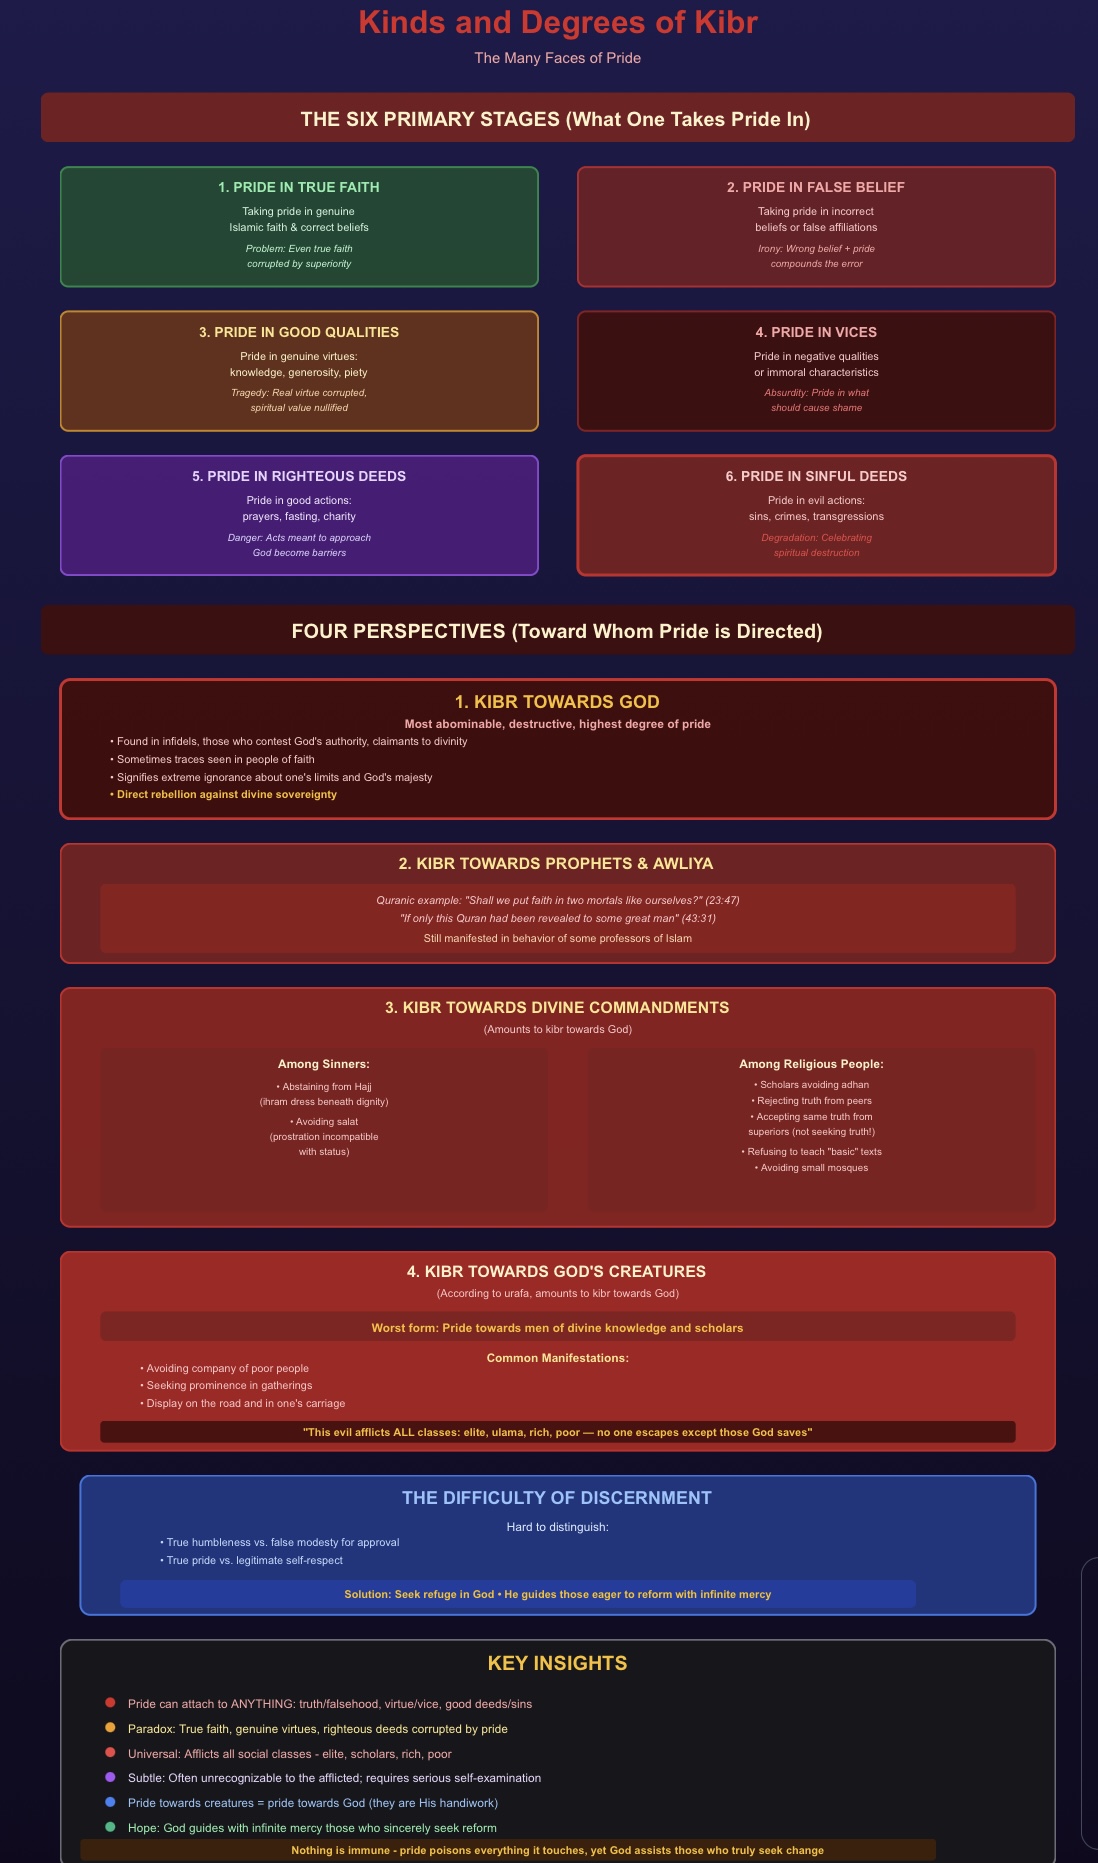 Kinds and Degrees of Kibr
The Many Faces of Pride
THE SIX PRIMARY STAGES (What One Takes Pride In)
1. PRIDE IN TRUE FAITH
Taking pride in genuine
Islamic faith & correct beliefs
Problem: Even true faith
corrupted by superiority
2. PRIDE IN FALSE BELIEF
Taking pride in incorrect
beliefs or false affiliations
Irony: Wrong belief + pride
compounds the error
3. PRIDE IN GOOD QUALITIES
Pride in genuine virtues:
knowledge, generosity, piety
Tragedy: Real virtue corrupted,
spiritual value nullified
4. PRIDE IN VICES
Pride in negative qualities
or immoral characteristics
Absurdity: Pride in what
should cause shame
5. PRIDE IN RIGHTEOUS DEEDS
Pride in good actions:
prayers, fasting, charity
Danger: Acts meant to approach
God become barriers
6. PRIDE IN SINFUL DEEDS
Pride in evil actions:
sins, crimes, transgressions
Degradation: Celebrating
spiritual destruction
FOUR PERSPECTIVES (Toward Whom Pride is Directed)
1. KIBR TOWARDS GOD
Most abominable, destructive, highest degree of pride
• Found in infidels, those who contest God's authority, claimants to divinity
• Sometimes traces seen in people of faith
• Signifies extreme ignorance about one's limits and God's majesty
• Direct rebellion against divine sovereignty
2. KIBR TOWARDS PROPHETS & AWLIYA
Quranic example: "Shall we put faith in two mortals like ourselves?" (23:47)
"If only this Quran had been revealed to some great man" (43:31)
Still manifested in behavior of some professors of Islam
3. KIBR TOWARDS DIVINE COMMANDMENTS
(Amounts to kibr towards God)
Among Sinners:
• Abstaining from Hajj
(ihram dress beneath dignity)
• Avoiding salat
(prostration incompatible
with status)
Among Religious People:
• Scholars avoiding adhan
• Rejecting truth from peers
• Accepting same truth from
superiors (not seeking truth!)
• Refusing to teach "basic" texts
• Avoiding small mosques
4. KIBR TOWARDS GOD'S CREATURES
(According to urafa, amounts to kibr towards God)
Worst form: Pride towards men of divine knowledge and scholars
Common Manifestations:
• Avoiding company of poor people
• Seeking prominence in gatherings
• Display on the road and in one's carriage
"This evil afflicts ALL classes: elite, ulama, rich, poor — no one escapes except those God saves"
THE DIFFICULTY OF DISCERNMENT
Hard to distinguish:
• True humbleness vs. false modesty for approval
• True pride vs. legitimate self-respect
Solution: Seek refuge in God • He guides those eager to reform with infinite mercy
KEY INSIGHTS
Pride can attach to ANYTHING: truth/falsehood, virtue/vice, good deeds/sins
Paradox: True faith, genuine virtues, righteous deeds corrupted by pride
Universal: Afflicts all social classes - elite, scholars, rich, poor
Subtle: Often unrecognizable to the afflicted; requires serious self-examination
Pride towards creatures = pride towards God (they are His handiwork)
Hope: God guides with infinite mercy those who sincerely seek reform
Nothing is immune - pride poisons everything it touches, yet God assists those who truly seek change